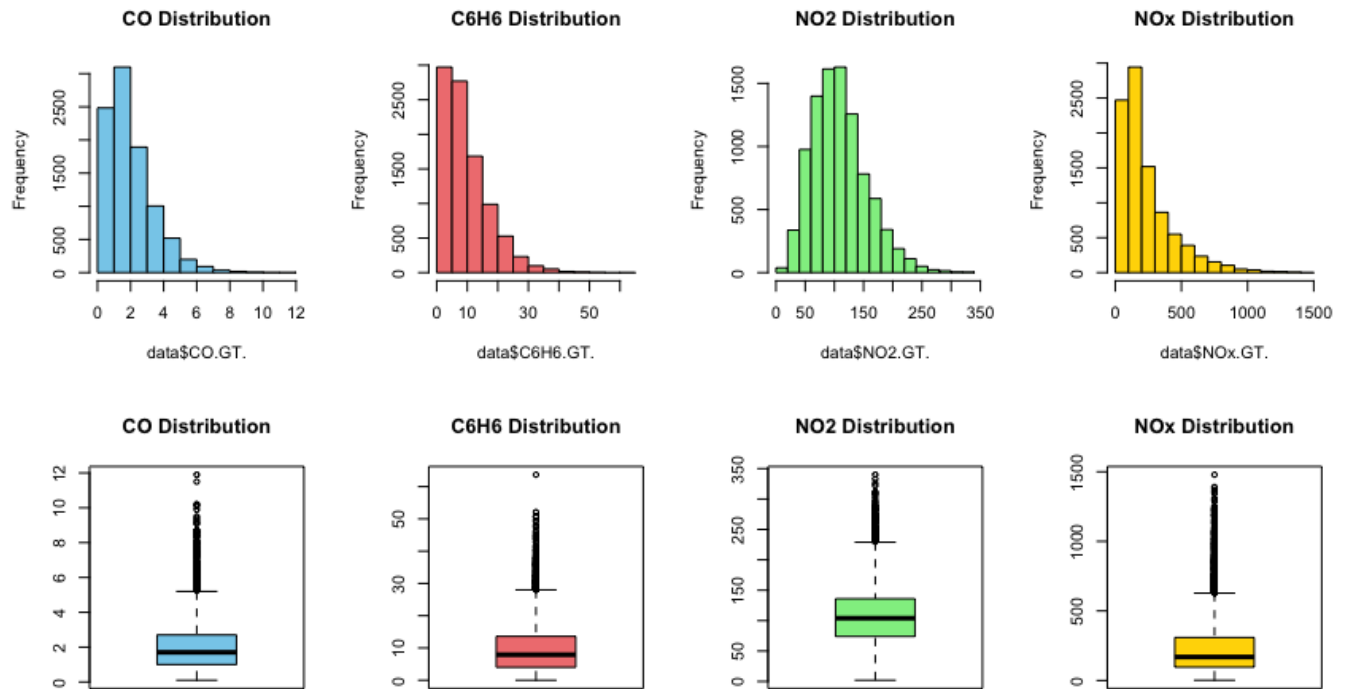 CO Distribution
C6H6 Distribution
NO2 Distribution
NOx Distribution
Frequency
0 500 1500 2500
0 2 4 6 8 10 12
data$CO.GT.
Frequency
0 500 1500 2500
0 10 30 50
data$C6H6.GT.
Frequency
0 500 1000 1500
0 50 150 250 350
data$NO2.GT.
Frequency
0 500 1500 2500
0 500 1000 1500
data$NOx.GT.
CO Distribution
C6H6 Distribution
NO2 Distribution
NOx Distribution
0 2 4 6 8 10 12
0 10 30 50
0 50 150 250 350
0 500 1000 1500